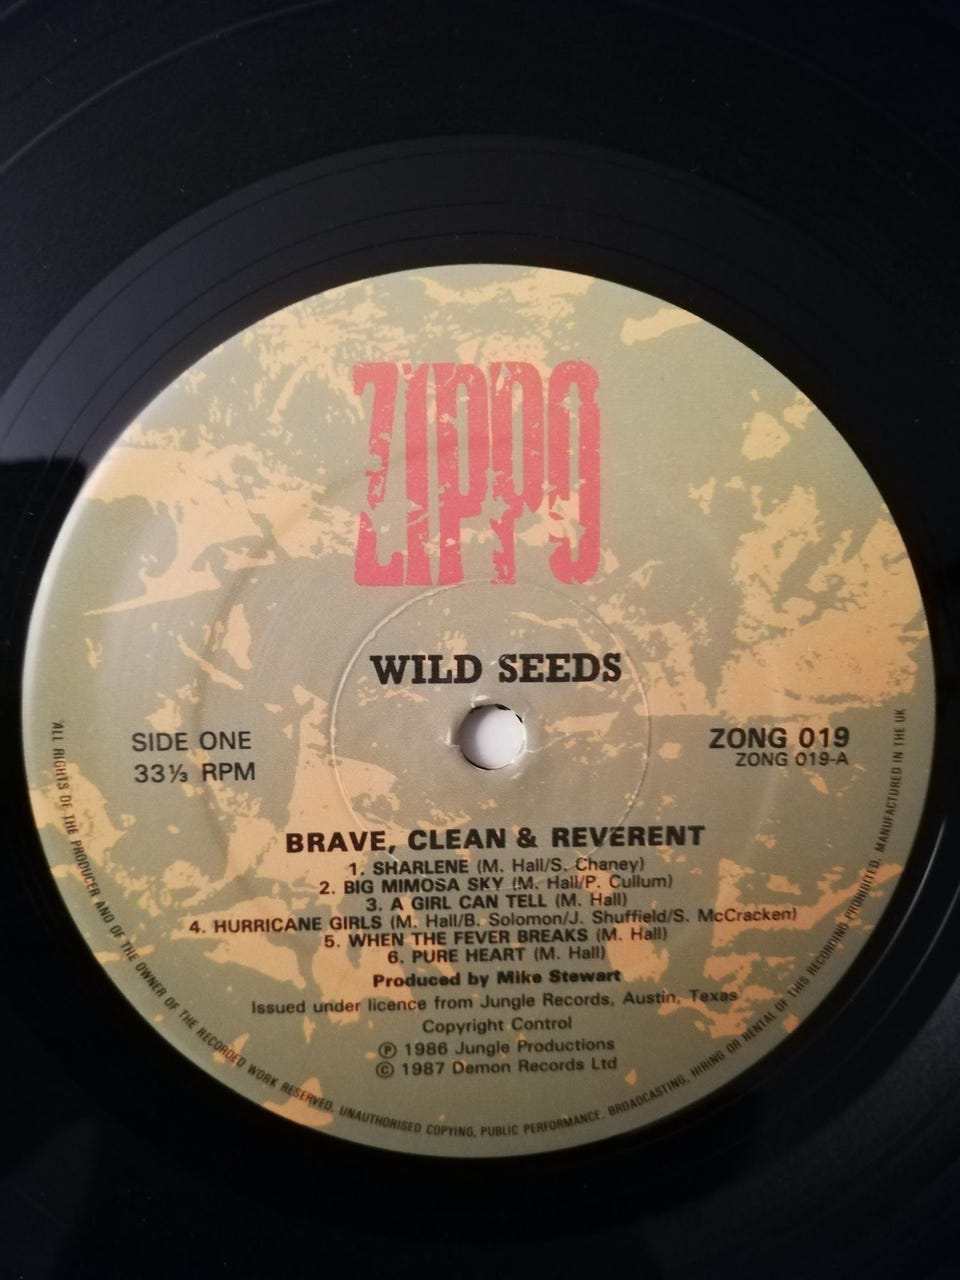 ZIPPO
WILD SEEDS
SIDE ONE
33⅓ RPM
ZONG 019
ZONG 019-A
BRAVE, CLEAN & REVERENT
1. SHARLENE (M. Hall/S. Chaney)
2. BIG MIMOSA SKY (M. Hall/P. Cullum)
3. A GIRL CAN TELL (M. Hall)
4. HURRICANE GIRLS (M. Hall/B. Solomon/J. Shuffield/S. McCracken)
5. WHEN THE FEVER BREAKS (M. Hall)
6. PURE HEART (M. Hall)
Produced by Mike Stewart
Issued under licence from Jungle Records, Austin, Texas
Copyright Control
℗ 1986 Jungle Productions
© 1987 Demon Records Ltd
'ALL RIGHTS OF THE PRODUCER AND OF THE OWNER OF THE RECORDED WORK RESERVED. UNAUTHORISED COPYING, PUBLIC PERFORMANCE, BROADCASTING, HIRING OR RENTAL OF THIS RECORDING PROHIBITED. MANUFACTURED IN THE UK